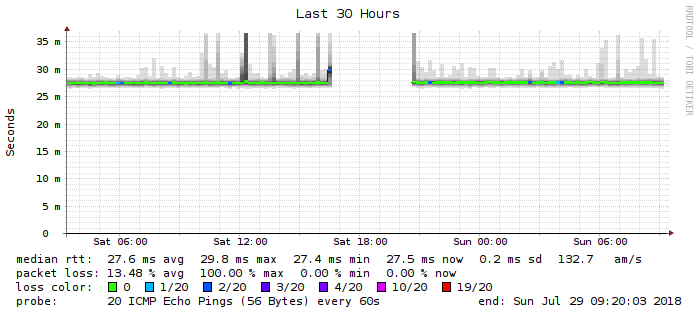 Last 30 Hours
RRDTOOL / TOBI OETIKER
Seconds
35 m
30 m
25 m
20 m
15 m
10 m
5 m
0
Sat 06:00 Sat 12:00 Sat 18:00 Sun 00:00 Sun 06:00
median rtt: 27.6 ms avg 29.8 ms max 27.4 ms min 27.5 ms now 0.2 ms sd 132.7 am/s
packet loss: 13.48 % avg 100.00 % max 0.00 % min 0.00 % now
loss color: 0 1/20 2/20 3/20 4/20 10/20 19/20
probe: 20 ICMP Echo Pings (56 Bytes) every 60s end: Sun Jul 29 09:20:03 2018